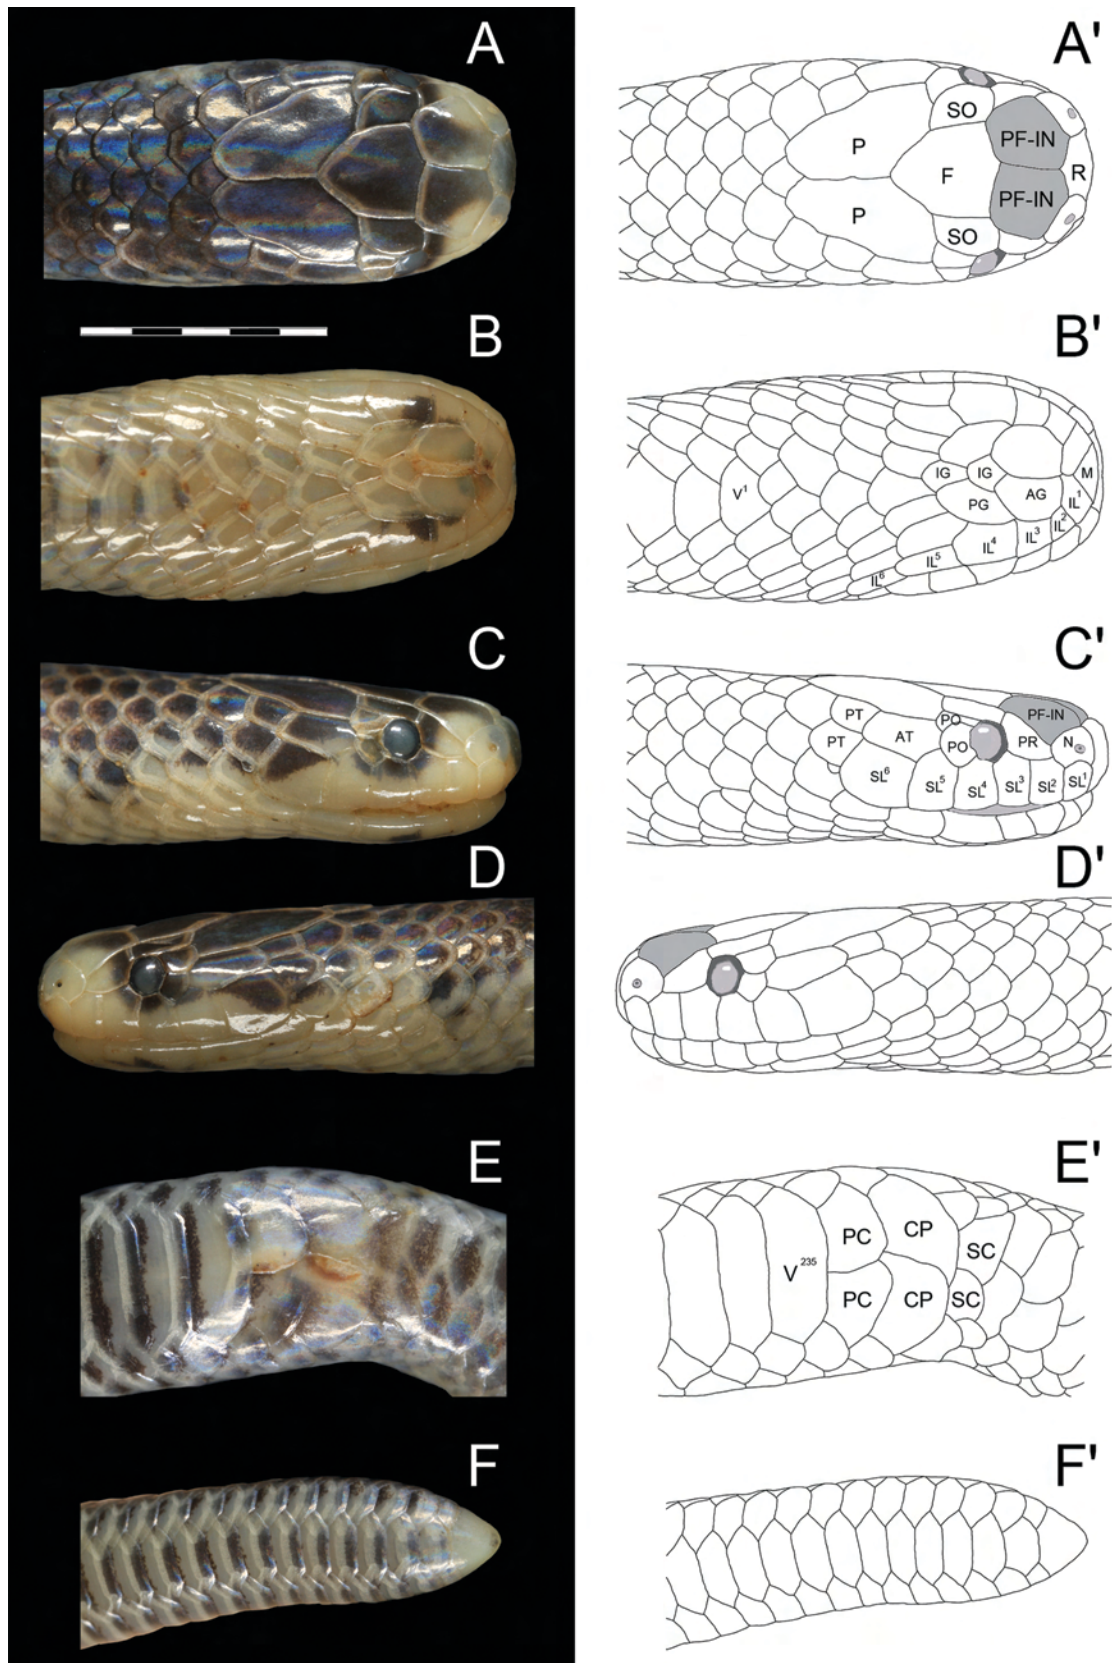 A A'
SO
PF-IN
P
F R
PF-IN
P
SO
B B'
M
IG IG
V¹ AG IL¹
PG
IL²
IL³
IL⁴
IL⁵
IL⁶
C C'
PT PO PF-IN
PT AT PO PR N
SL⁶ SL⁵ SL⁴ SL³ SL² SL¹
D D'
E E'
PC CP SC
V²³⁵
PC CP SC
F F'